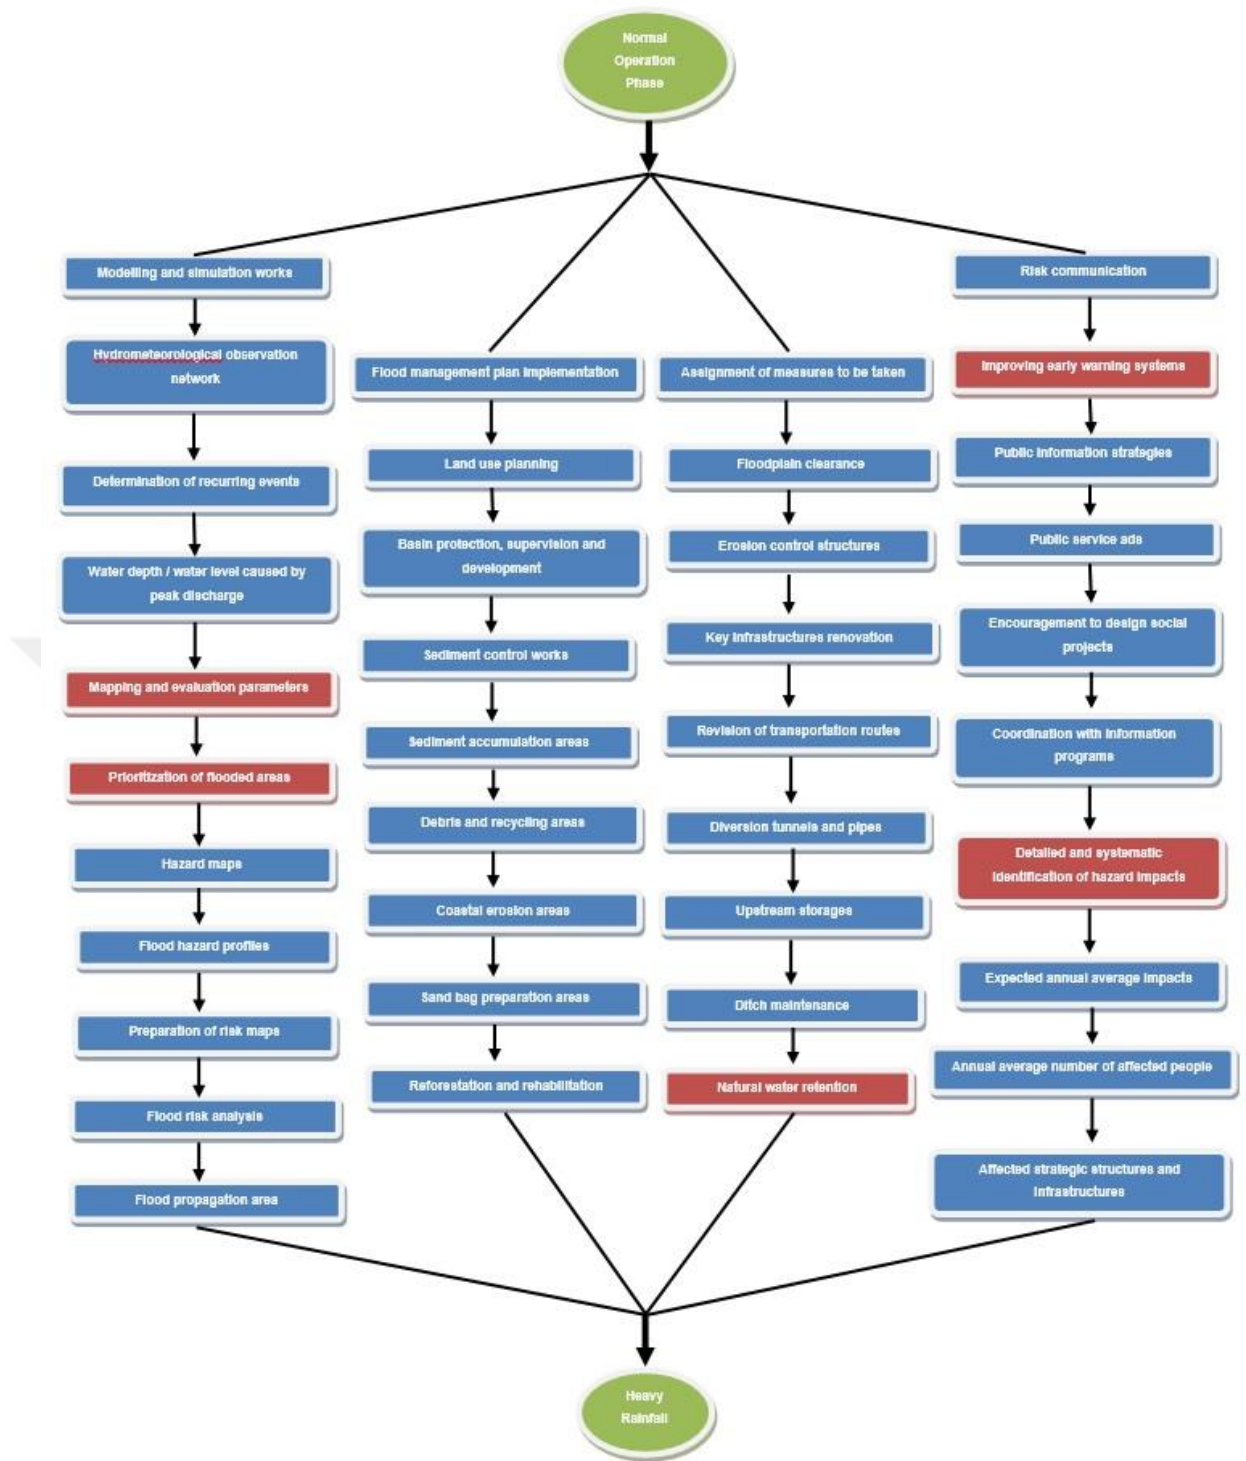 Normal
Operation
Phase
Modelling and simulation works
Hydrometeorological observation
network
Determination of recurring events
Water depth / water level caused by
peak discharge
Mapping and evaluation parameters
Prioritization of flooded areas
Hazard maps
Flood hazard profiles
Preparation of risk maps
Flood risk analysis
Flood propagation area
Flood management plan implementation
Land use planning
Basin protection, supervision and
development
Sediment control works
Sediment accumulation areas
Debris and recycling areas
Coastal erosion areas
Sand bag preparation areas
Reforestation and rehabilitation
Assignment of measures to be taken
Floodplain clearance
Erosion control structures
Key infrastructures renovation
Revision of transportation routes
Diversion tunnels and pipes
Upstream storages
Ditch maintenance
Natural water retention
Risk communication
Improving early warning systems
Public information strategies
Public service ads
Encouragement to design social
projects
Coordination with information
programs
Detailed and systematic
identification of hazard impacts
Expected annual average impacts
Annual average number of affected people
Affected strategic structures and
infrastructures
Heavy
Rainfall